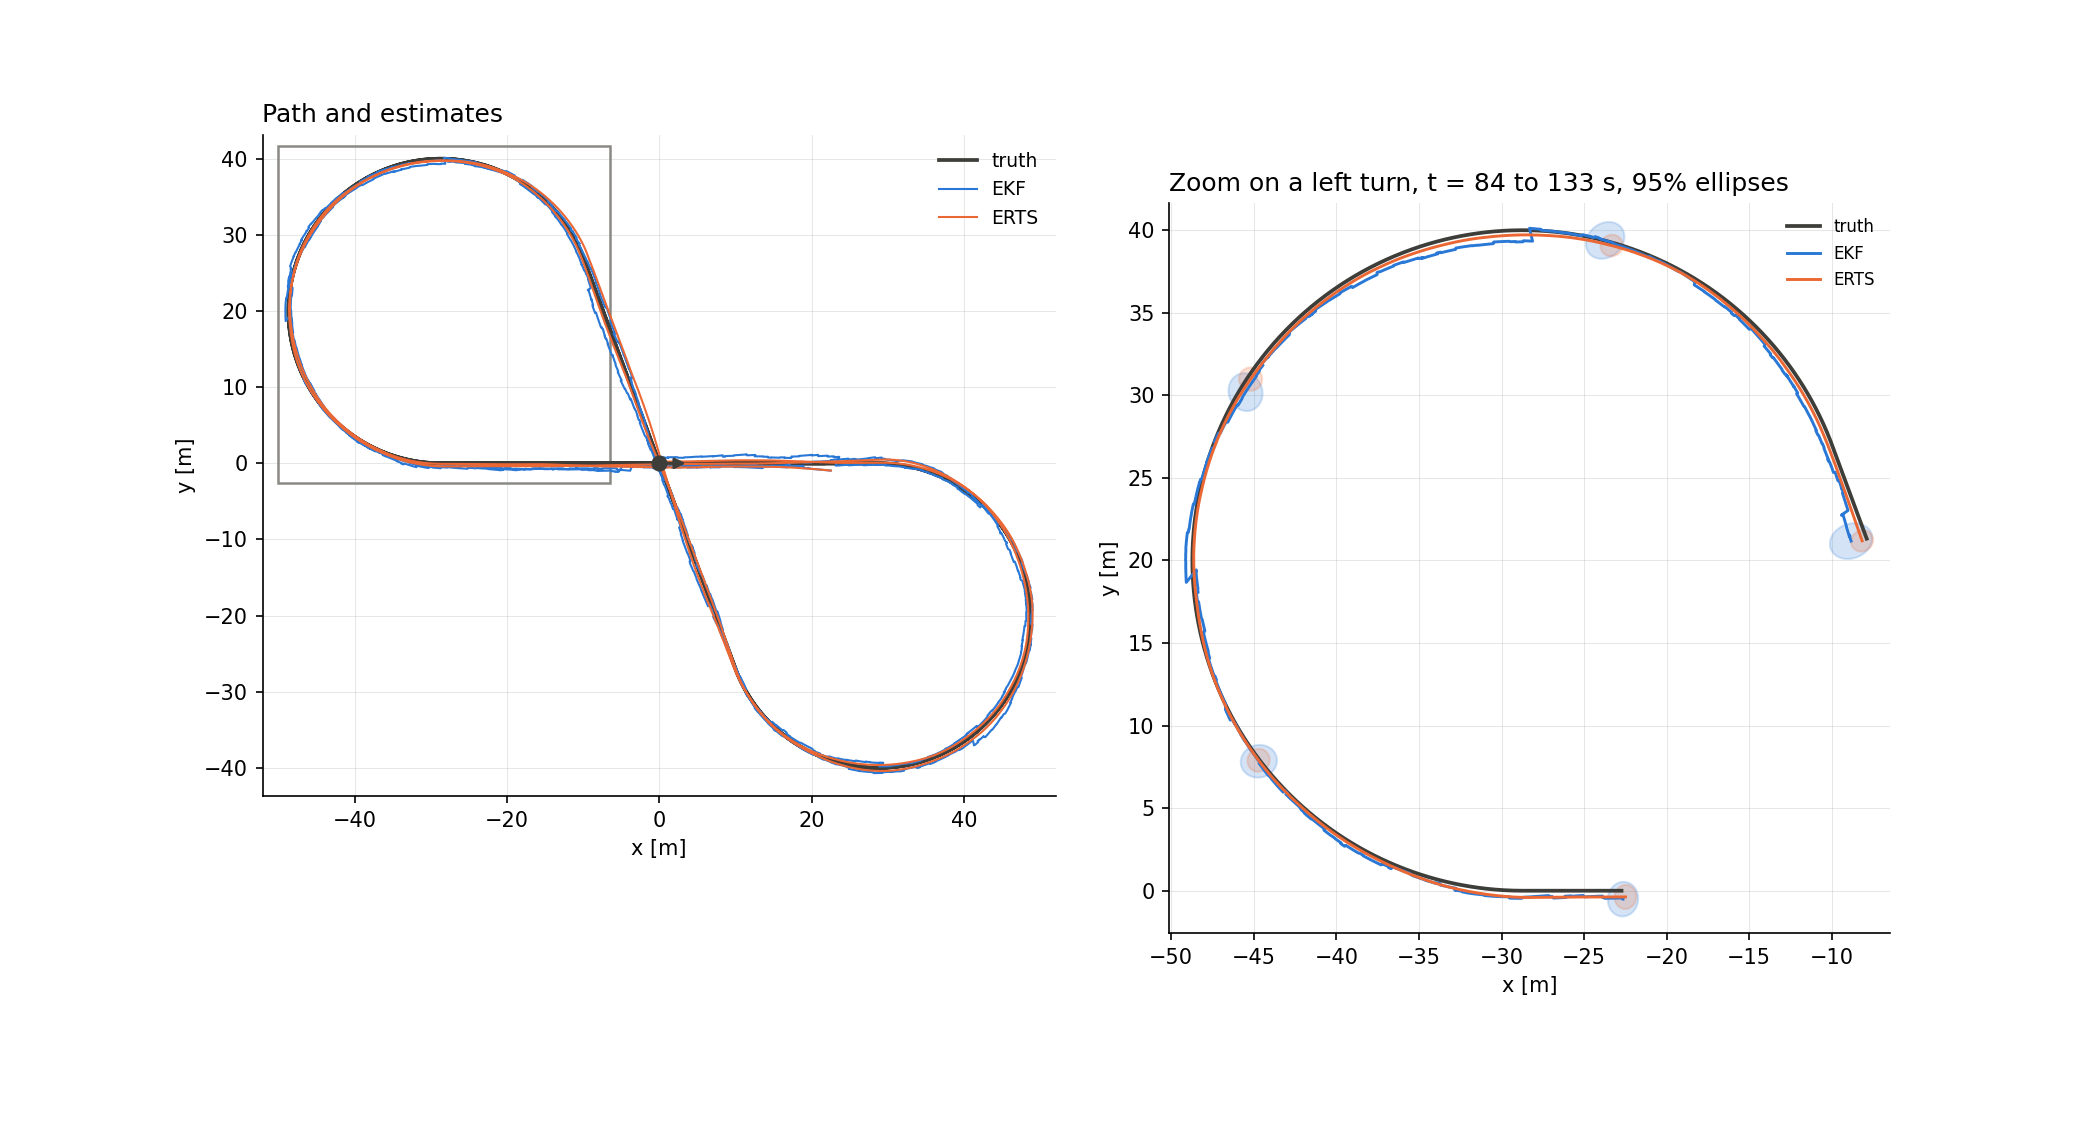 Path and estimates
truth
EKF
ERTS
40
30
20
10
0
−10
−20
−30
−40
y [m]
−40
−20
0
20
40
x [m]
Zoom on a left turn, t = 84 to 133 s, 95% ellipses
truth
EKF
ERTS
40
35
30
25
20
15
10
5
0
y [m]
−50
−45
−40
−35
−30
−25
−20
−15
−10
x [m]